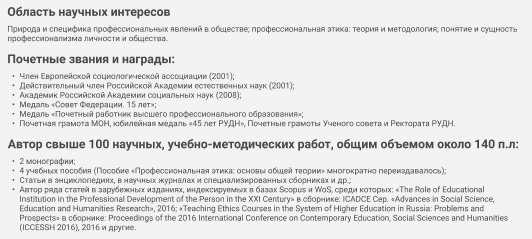 Область научных интересов
Природа и специфика профессиональных явлений в обществе; профессиональная этика: теория и методология; понятие и сущность
профессионализма личности и общества.
Почетные звания и награды:
• Член Европейской социологической ассоциации (2001);
• Действительный член Российской Академии естественных наук (2001);
• Академик Российской Академии социальных наук (2008);
• Медаль «Совет Федерации. 15 лет»;
• Медаль «Почетный работник высшего профессионального образования»;
• Почетная грамота МОН, юбилейная медаль «45 лет РУДН», Почетные грамоты Ученого совета и Ректората РУДН.
Автор свыше 100 научных, учебно-методических работ, общим объемом около 140 п.л:
• 2 монографии;
• 4 учебных пособия (Пособие «Профессиональная этика: основы общей теории» многократно переиздавалось);
• Статьи в энциклопедиях, в научных журналах и специализированных сборниках и др.;
• Автор ряда статей в зарубежных изданиях, индексируемых в базах Scopus и WoS, среди которых: «The Role of Educational
Institution in the Professional Development of the Person in the XXI Century» в сборнике: ICADCE Сер. «Advances in Social Science,
Education and Humanities Research», 2016; «Teaching Ethics Courses in the System of Higher Education in Russia: Problems and
Prospects» в сборнике: Proceedings of the 2016 International Conference on Contemporary Education, Social Sciences and Humanities
(ICCESSH 2016), 2016 и другие.